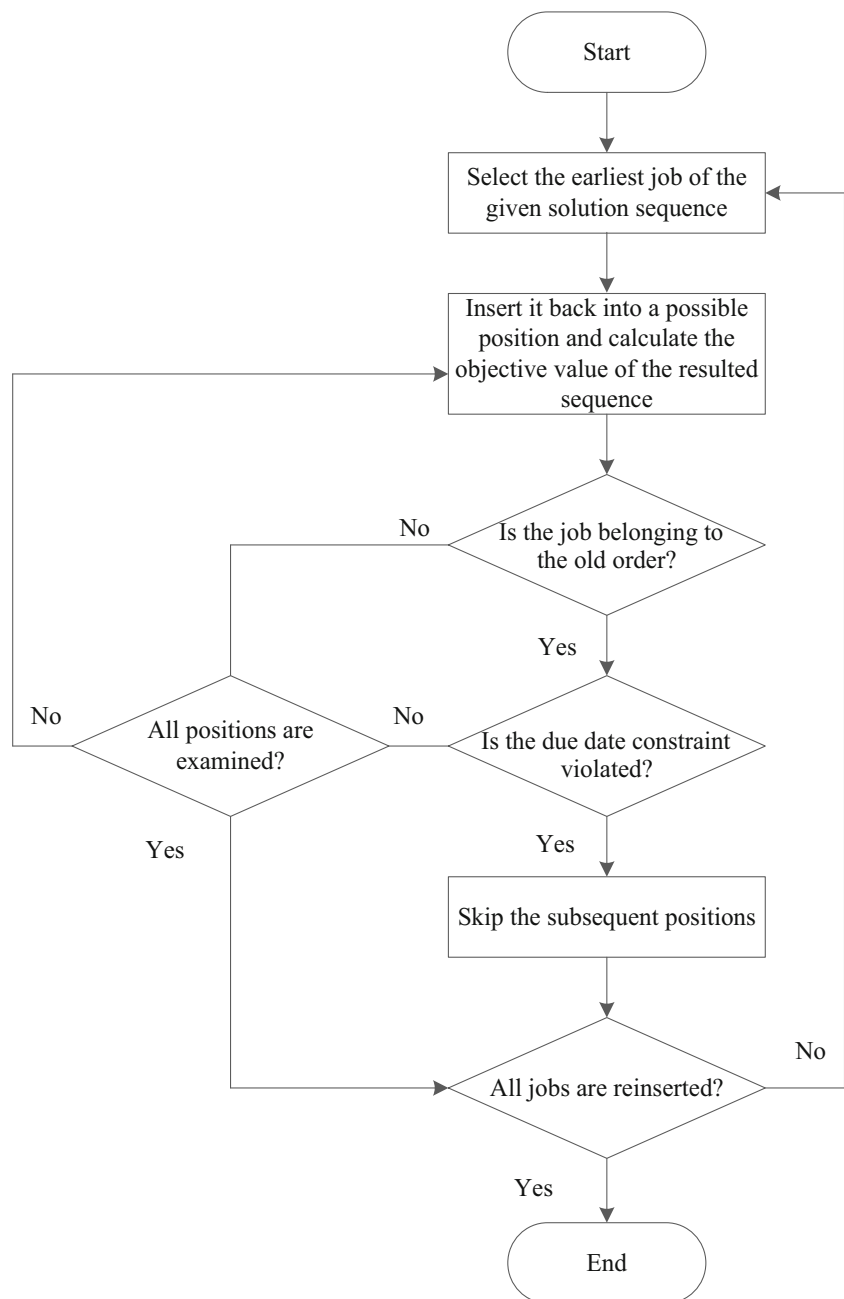 Start
Select the earliest job of the
given solution sequence
Insert it back into a possible
position and calculate the
objective value of the resulted
sequence
No
Is the job belonging to
the old order?
Yes
No
All positions are
examined?
No
Is the due date constraint
violated?
Yes
Yes
Skip the subsequent positions
No
All jobs are reinserted?
Yes
End